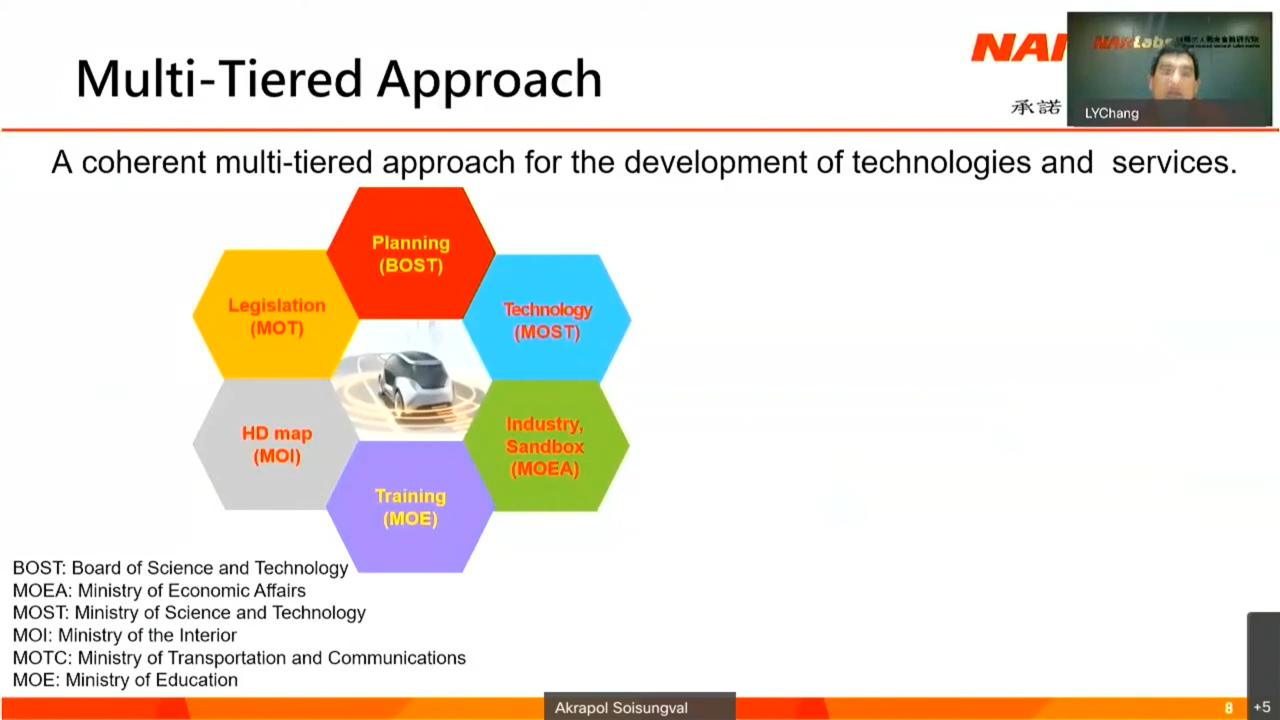 Multi-Tiered Approach
NAR
承諾
NARLabs
LYChang
A coherent multi-tiered approach for the development of technologies and services.
Planning
(BOST)
Legislation
(MOT)
Technology
(MOST)
HD map
(MOI)
Industry,
Sandbox
(MOEA)
Training
(MOE)
BOST: Board of Science and Technology
MOEA: Ministry of Economic Affairs
MOST: Ministry of Science and Technology
MOI: Ministry of the Interior
MOTC: Ministry of Transportation and Communications
MOE: Ministry of Education
Akrapol Soisungval
8
+5